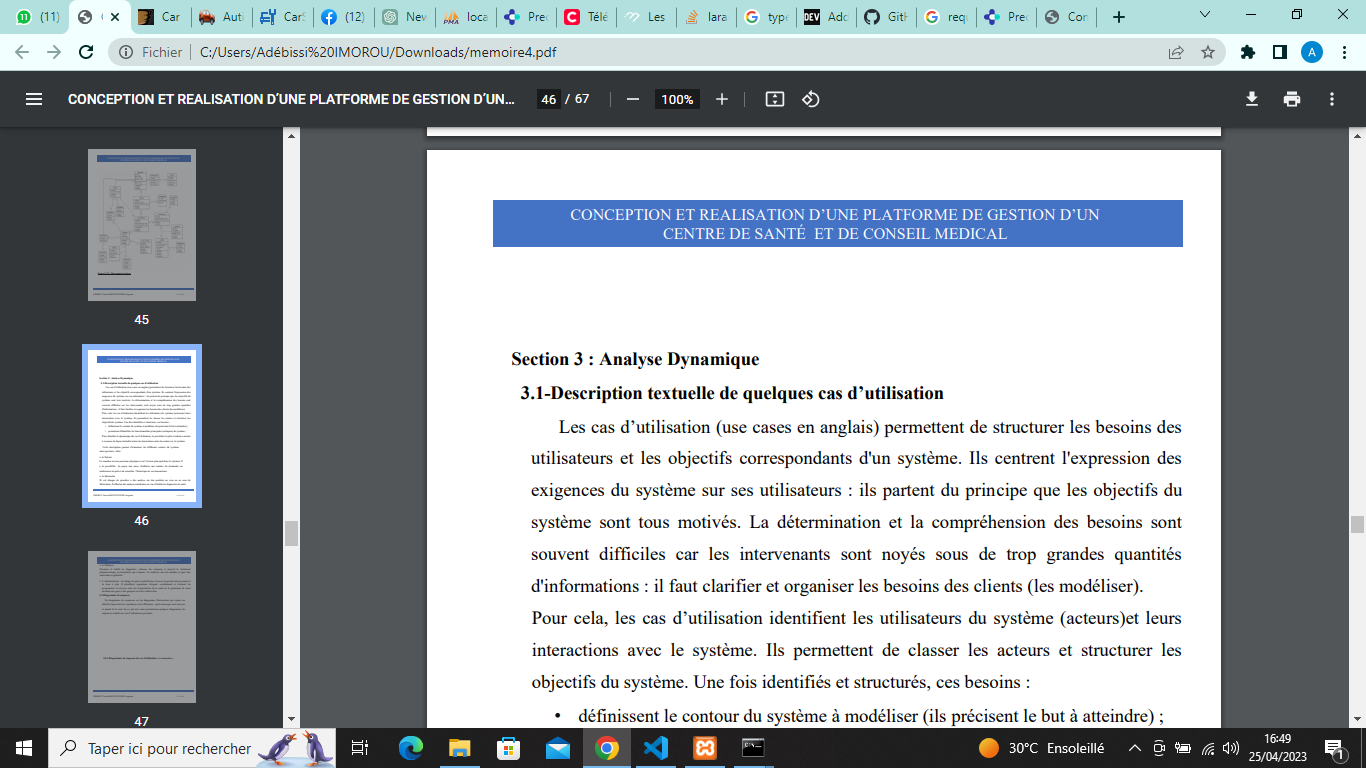 (11)
C
Car
Auti
CarS
(12)
New
loca
Prec
Télé
Les
lara
type
Add
GitH
requ
Prec
Con
Fichier
C:/Users/Adébissi%20IMOROU/Downloads/memoire4.pdf
A
CONCEPTION ET REALISATION D'UNE PLATFORME DE GESTION D'UN...
46 / 67
100%
45
46
47
CONCEPTION ET REALISATION D'UNE PLATFORME DE GESTION D'UN
CENTRE DE SANTÉ ET DE CONSEIL MEDICAL
Section 3 : Analyse Dynamique
3.1-Description textuelle de quelques cas d'utilisation
Les cas d'utilisation (use cases en anglais) permettent de structurer les besoins des
utilisateurs et les objectifs correspondants d'un système. Ils centrent l'expression des
exigences du système sur ses utilisateurs : ils partent du principe que les objectifs du
système sont tous motivés. La détermination et la compréhension des besoins sont
souvent difficiles car les intervenants sont noyés sous de trop grandes quantités
d'informations : il faut clarifier et organiser les besoins des clients (les modéliser).
Pour cela, les cas d'utilisation identifient les utilisateurs du système (acteurs)et leurs
interactions avec le système. Ils permettent de classer les acteurs et structurer les
objectifs du système. Une fois identifiés et structurés, ces besoins :
• définissent le contour du système à modéliser (ils précisent le but à atteindre) ;
Taper ici pour rechercher
30°C Ensoleillé
16:49
25/04/2023
1